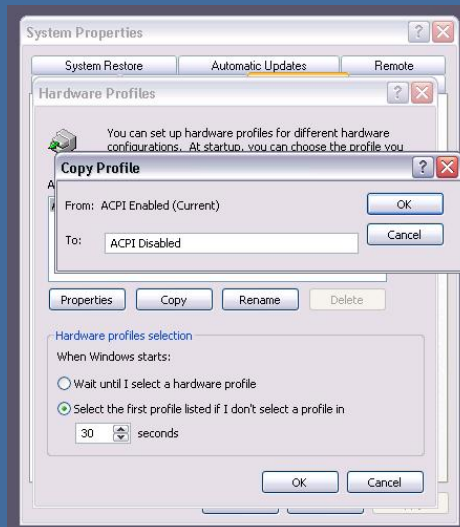 System Properties
System Restore
Automatic Updates
Remote
Hardware Profiles
You can set up hardware profiles for different hardware
configurations. At startup, you can choose the profile you
Copy Profile
From: ACPI Enabled (Current)
OK
To:
ACPI Disabled
Cancel
Properties
Copy
Rename
Delete
Hardware profiles selection
When Windows starts:
Wait until I select a hardware profile
Select the first profile listed if I don't select a profile in
30 seconds
OK
Cancel